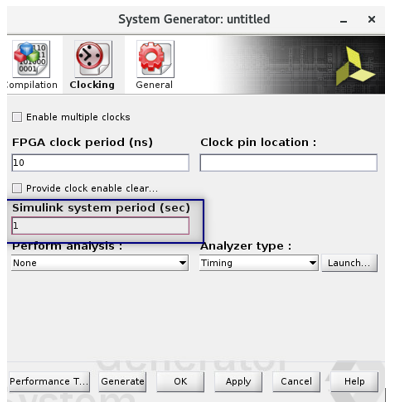 System Generator: untitled
Compilation Clocking General
Enable multiple clocks
FPGA clock period (ns) Clock pin location :
10
Provide clock enable clear...
Simulink system period (sec)
1
Perform analysis : Analyzer type :
None Timing Launch...
Generator
System
Performance T... Generate OK Apply Cancel Help